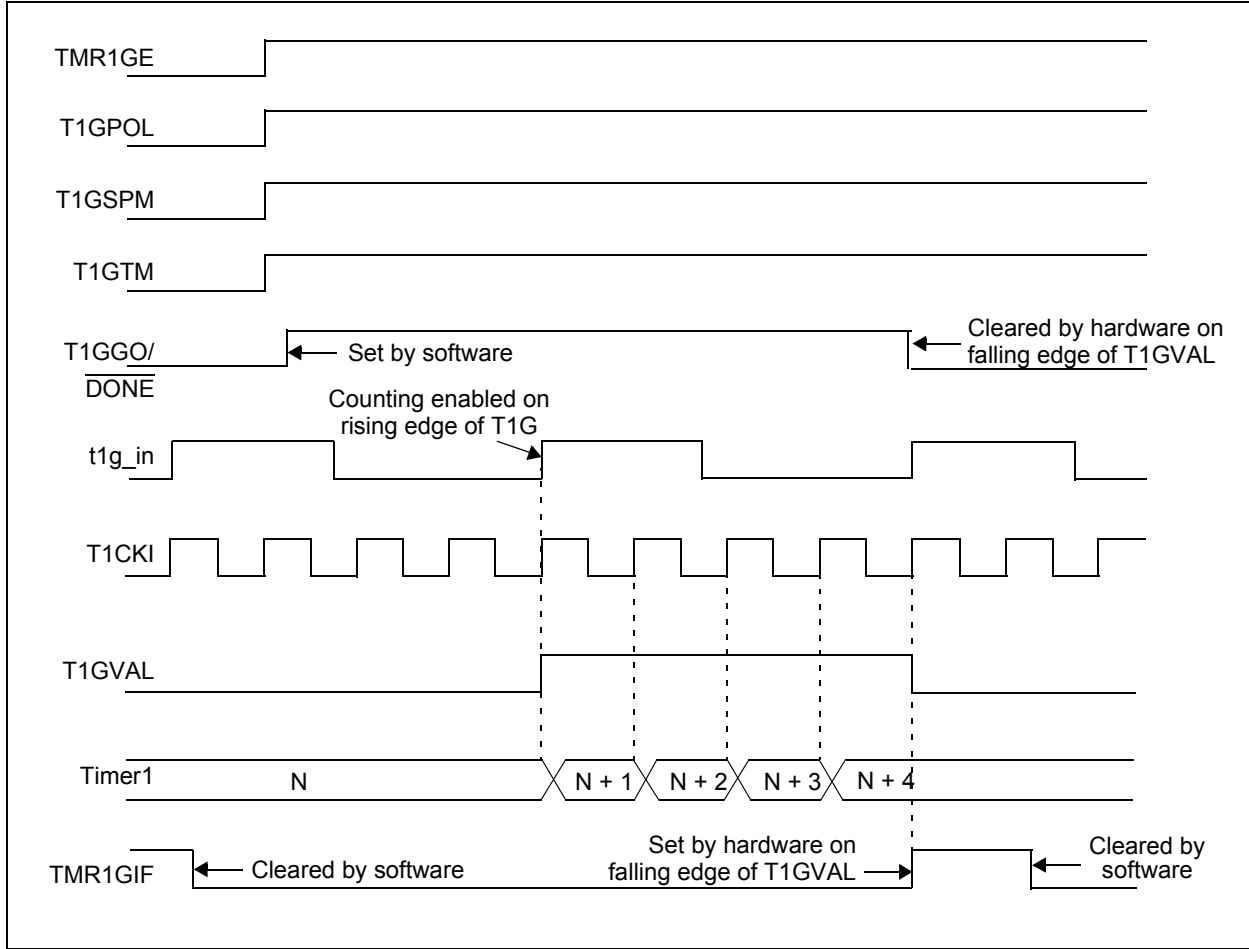 TMR1GE
T1GPOL
T1GSPM
T1GTM
T1GGO/
DONE
Set by software
Cleared by hardware on
falling edge of T1GVAL
Counting enabled on
rising edge of T1G
t1g_in
T1CKI
T1GVAL
Timer1
N
N + 1
N + 2
N + 3
N + 4
TMR1GIF
Cleared by software
Set by hardware on
falling edge of T1GVAL
Cleared by
software